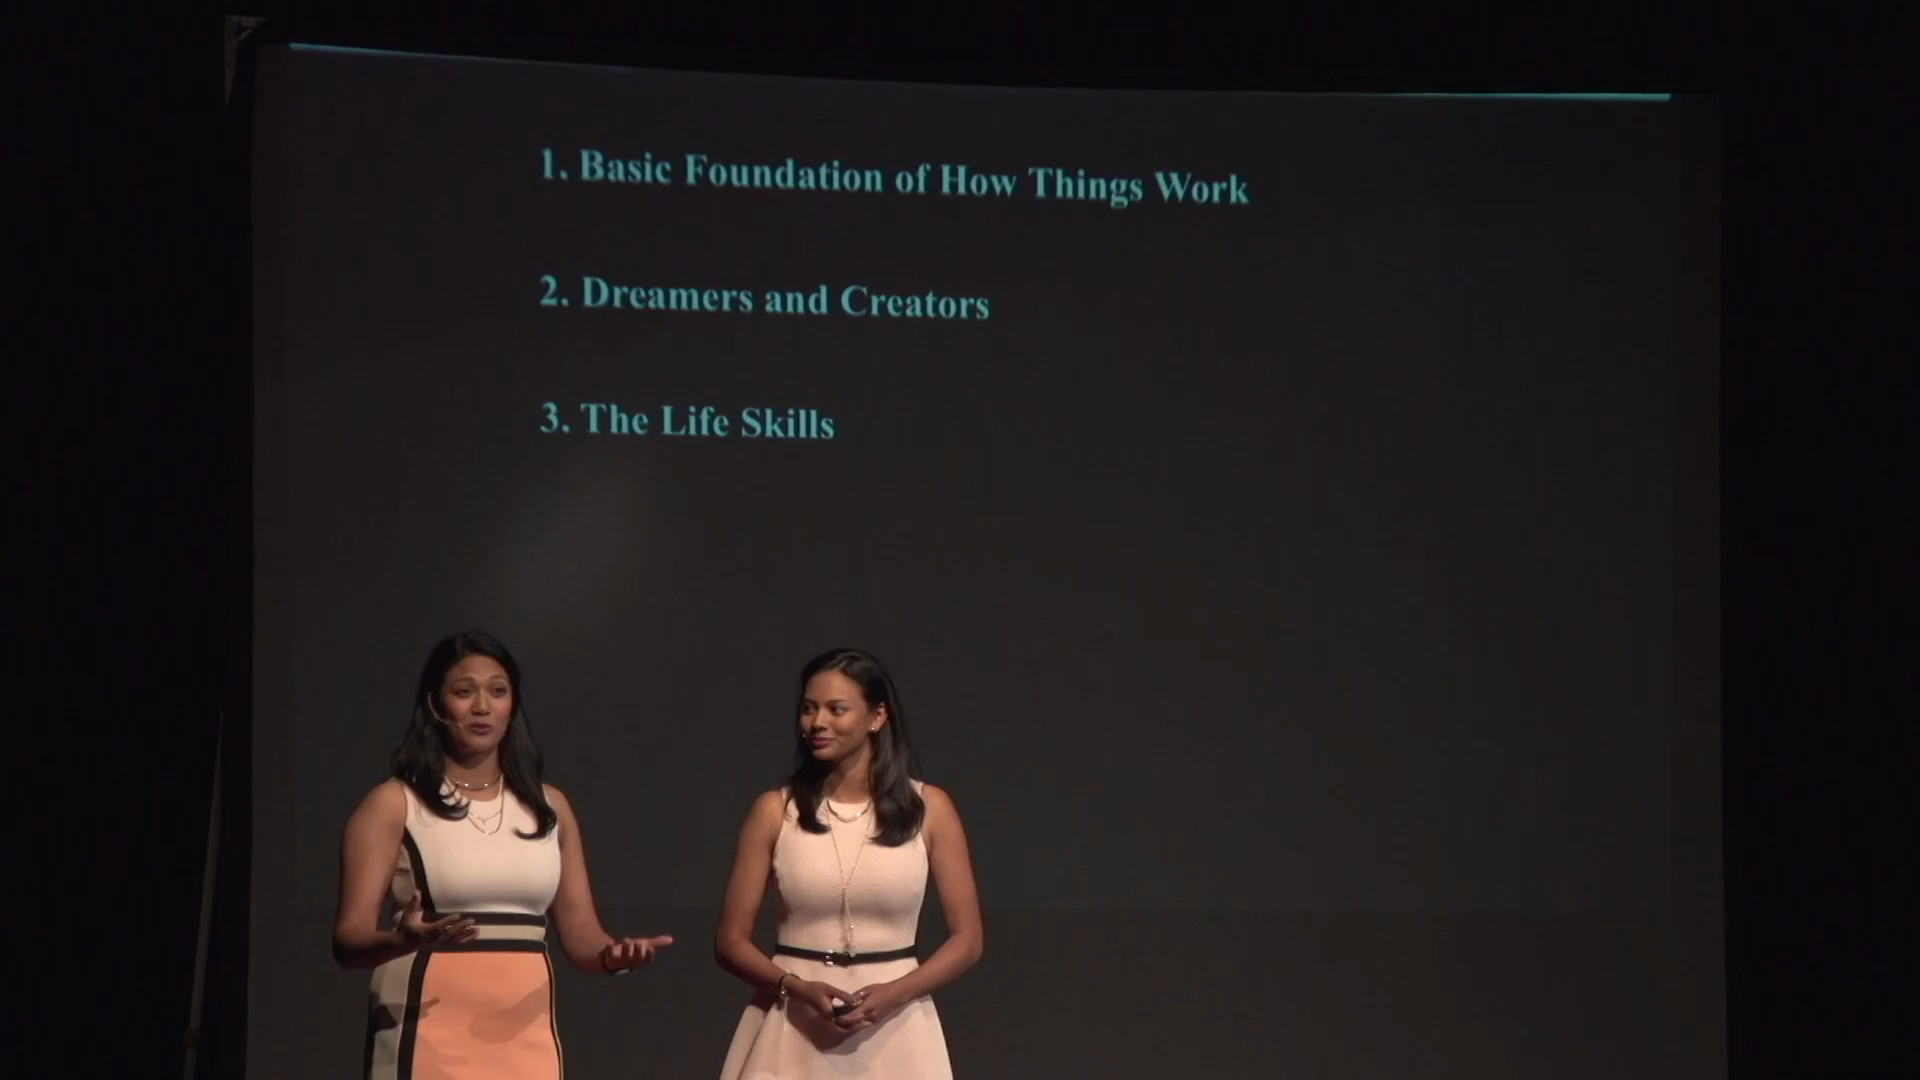 1. Basic Foundation of How Things Work
2. Dreamers and Creators
3. The Life Skills